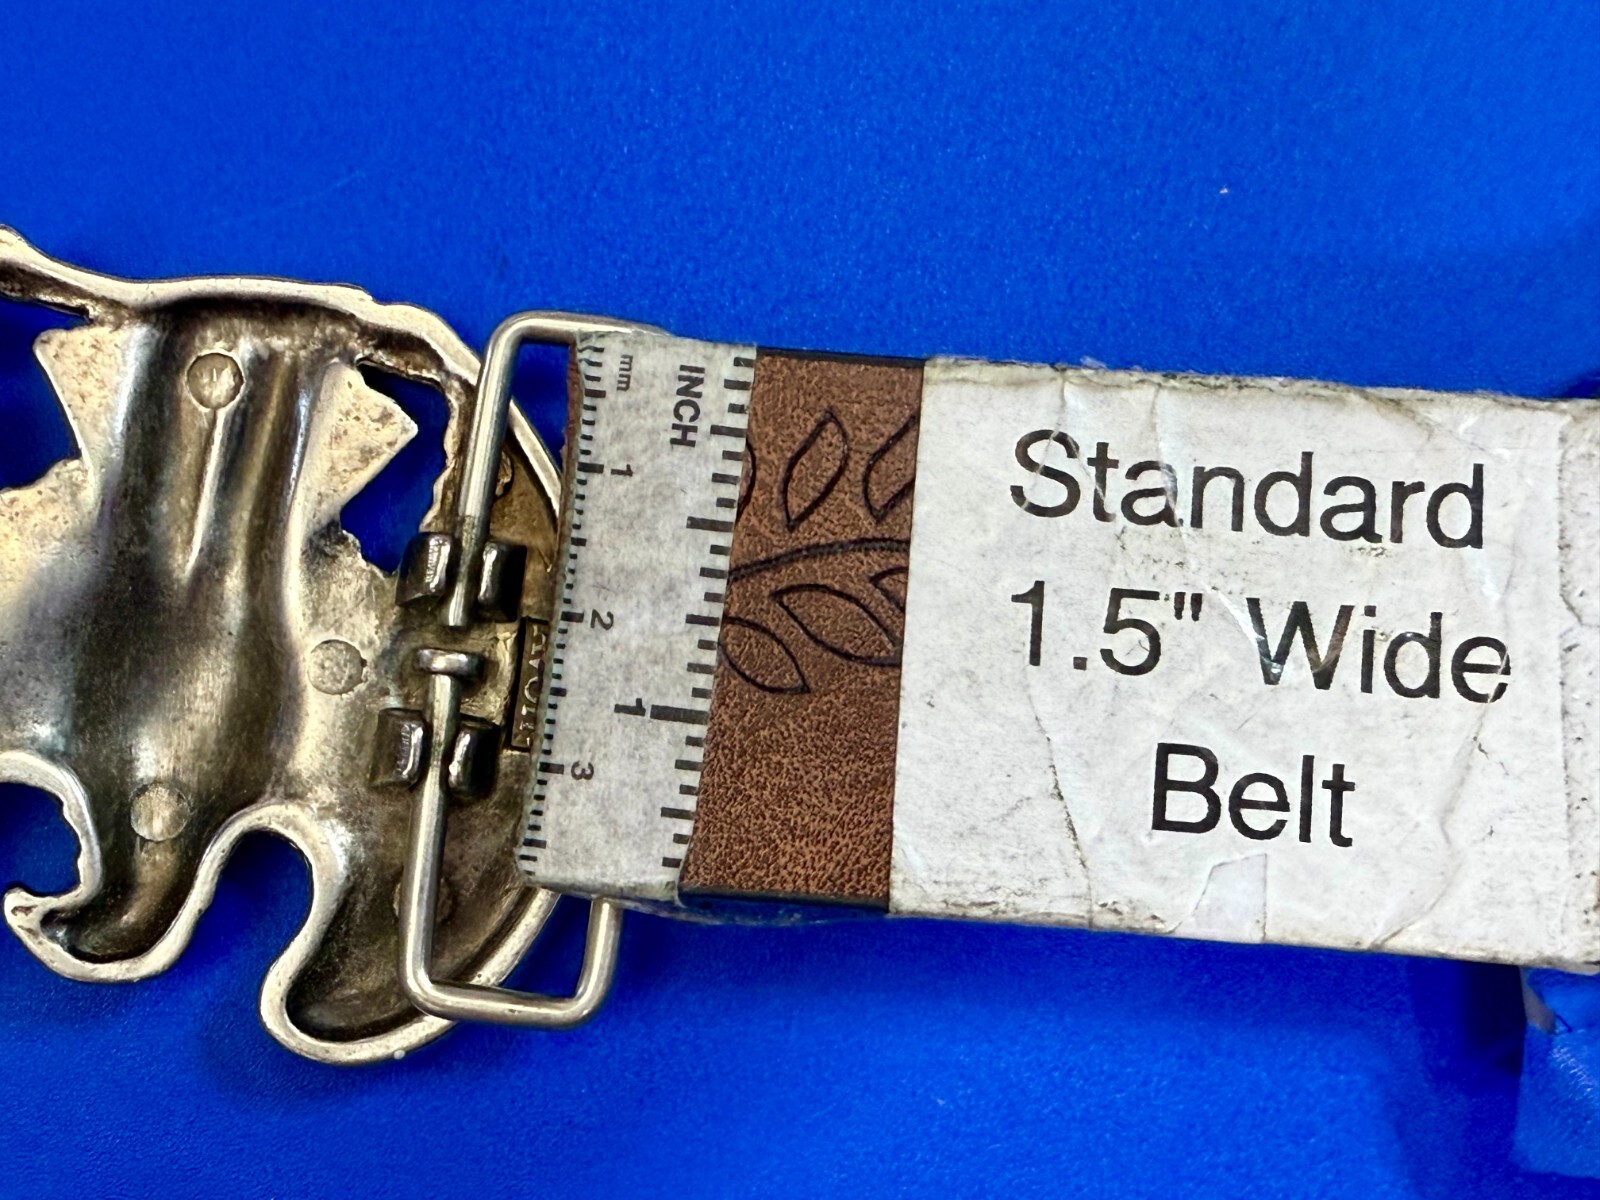 Standard
1.5" Wide
Belt
mm
INCH
1
2
3
1